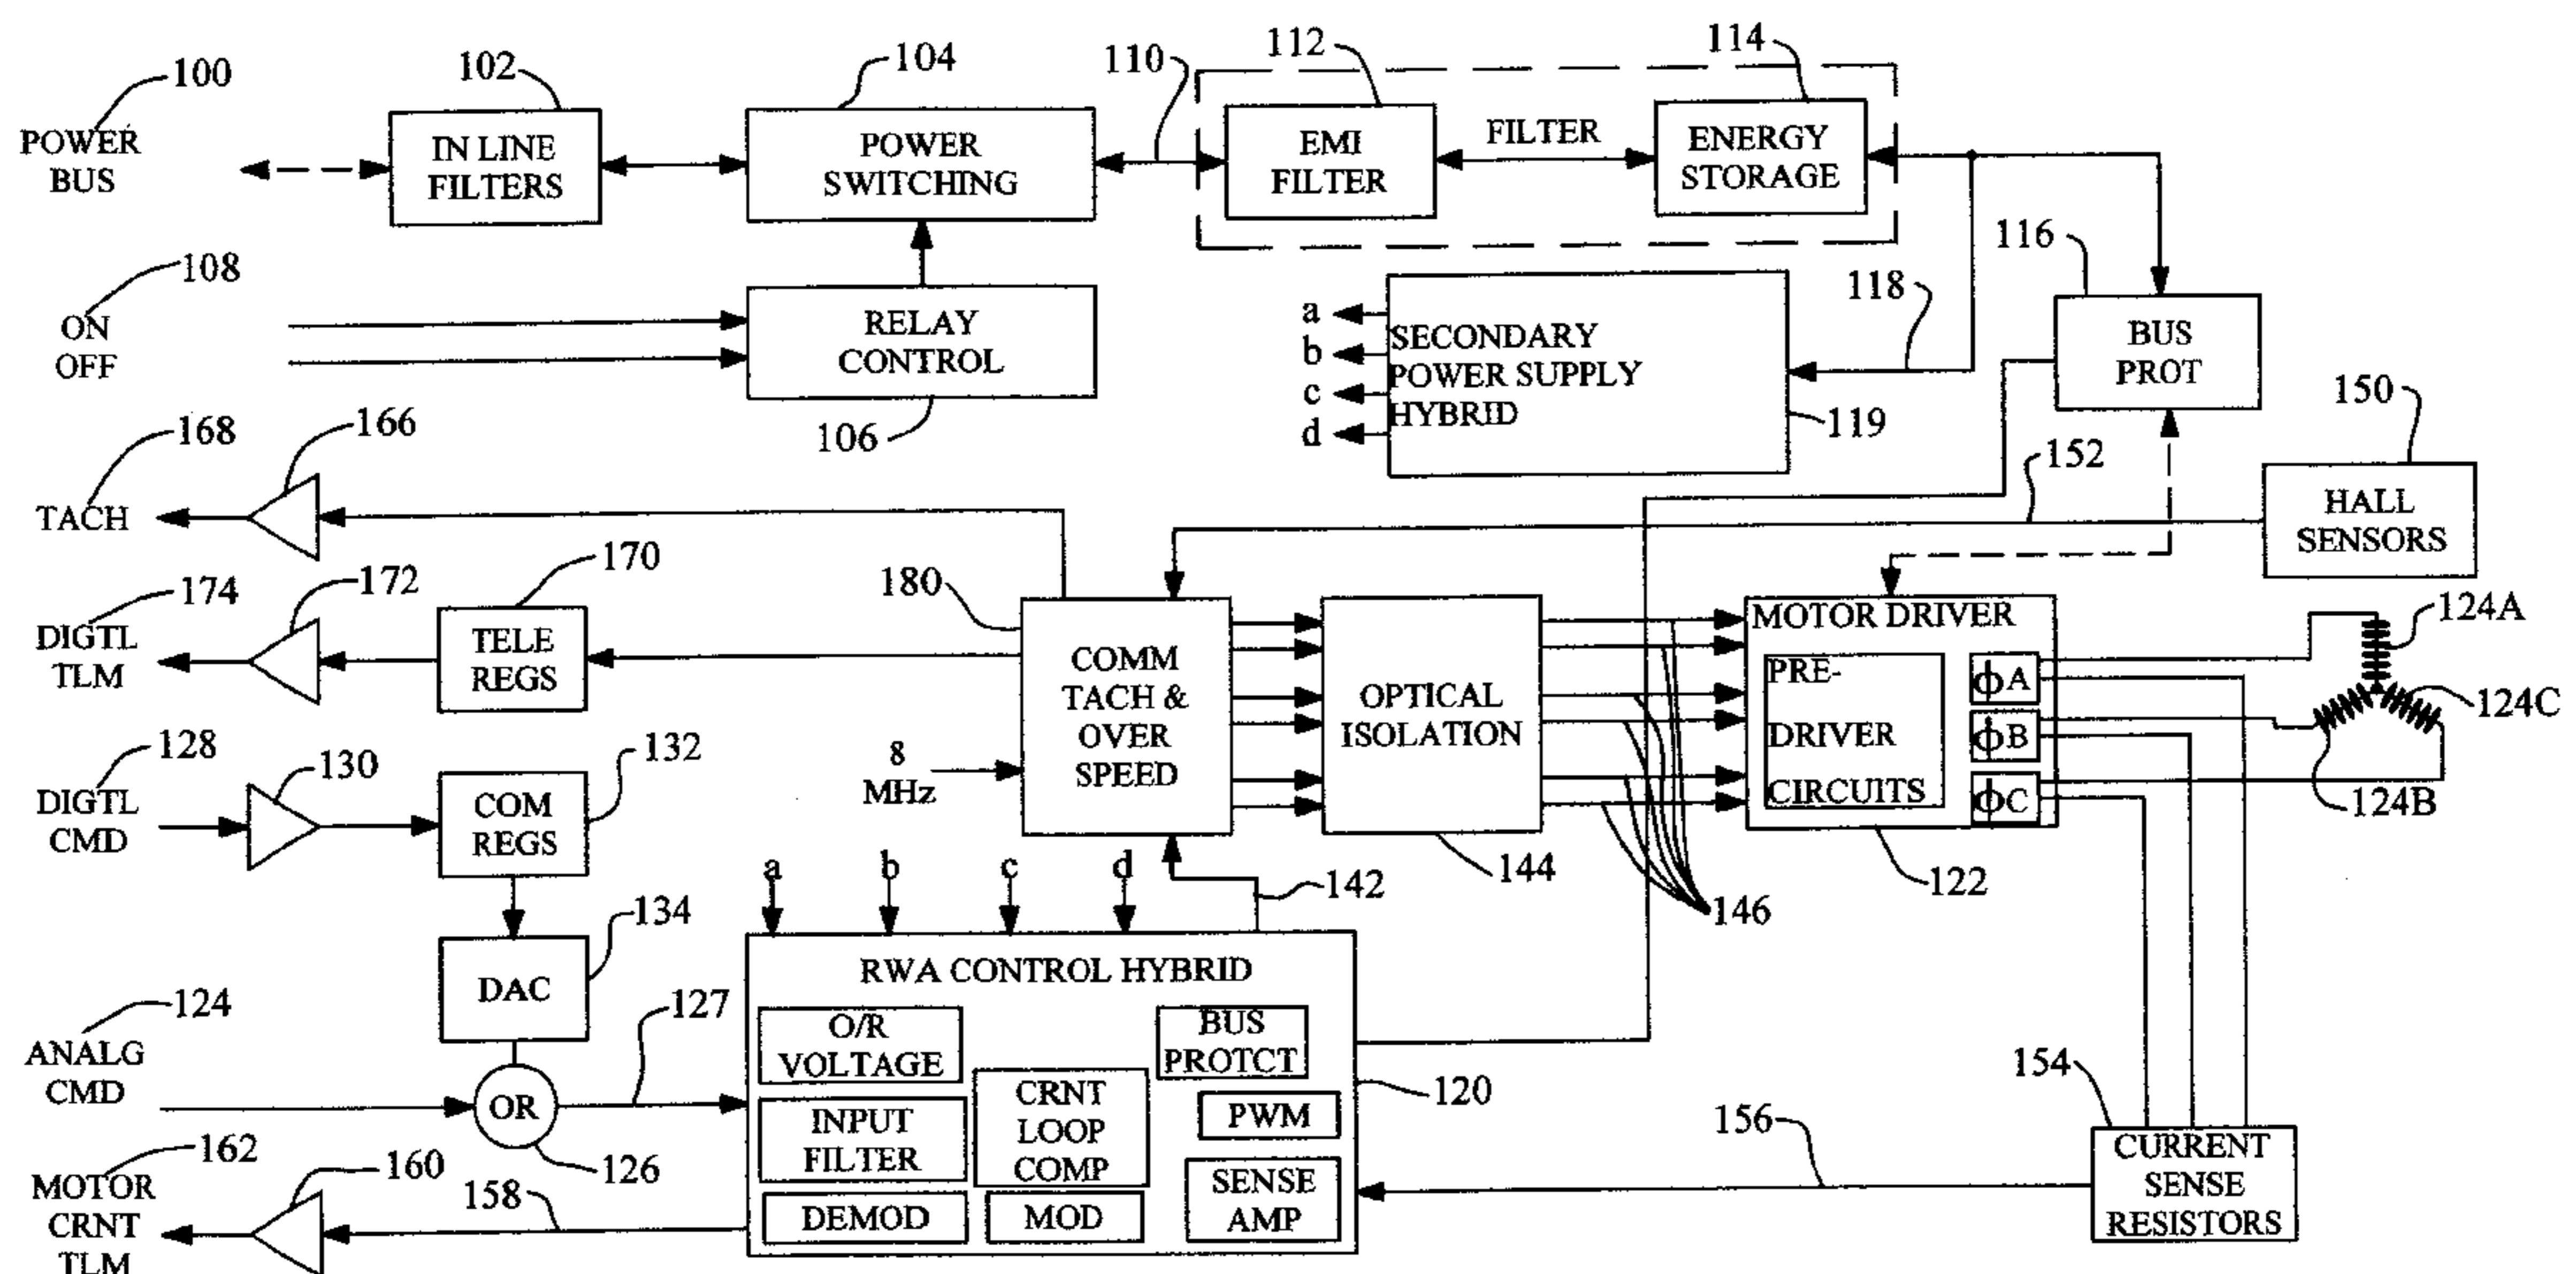 100
POWER
BUS
102
IN LINE
FILTERS
104
POWER
SWITCHING
110
112
EMI
FILTER
FILTER
114
ENERGY
STORAGE
108
ON
OFF
RELAY
CONTROL
106
a
b
c
d
SECONDARY
POWER SUPPLY
HYBRID
118
119
116
BUS
PROT
150
HALL
SENSORS
152
168
TACH
166
174
DIGTL
TLM
172
170
TELE
REGS
180
COMM
TACH &
OVER
SPEED
8
MHz
OPTICAL
ISOLATION
144
146
MOTOR DRIVER
PRE-
DRIVER
CIRCUITS
ϕA
ϕB
ϕC
122
124A
124C
124B
128
DIGTL
CMD
130
132
COM
REGS
134
DAC
124
ANALG
CMD
OR
126
127
a
b
c
d
142
RWA CONTROL HYBRID
O/R
VOLTAGE
BUS
PROTCT
CRNT
LOOP
COMP
INPUT
FILTER
PWM
DEMOD
MOD
SENSE
AMP
120
162
MOTOR
CRNT
TLM
160
158
156
154
CURRENT
SENSE
RESISTORS